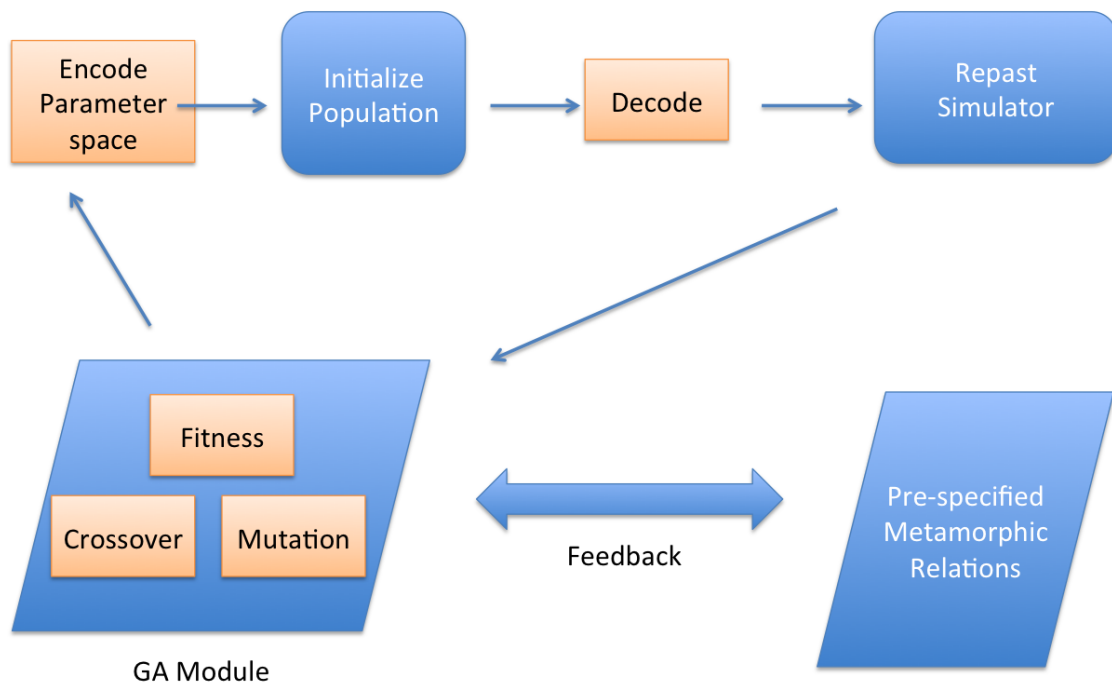 Encode
Parameter
space
Initialize
Population
Decode
Repast
Simulator
Fitness
Crossover
Mutation
GA Module
Feedback
Pre-specified
Metamorphic
Relations